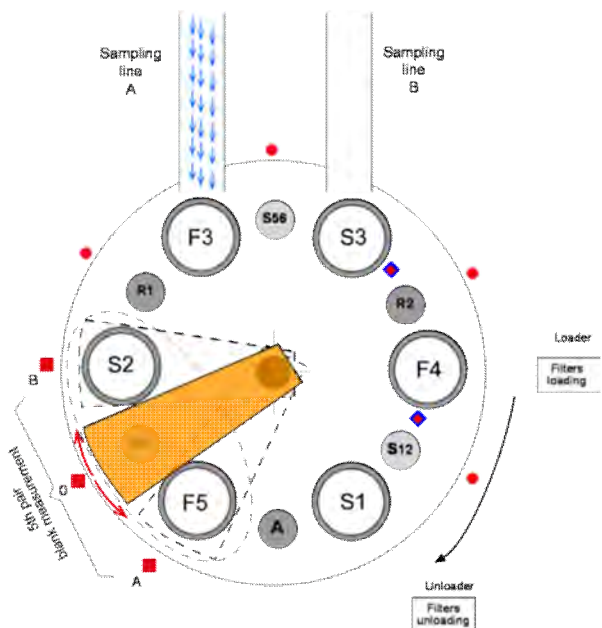 Sampling
line
A
Sampling
line
B
S56
F3
S3
R1
R2
S2
F4
Loader
Filters
loading
B
S12
0
5th pair
blank measurement
F5
S1
A
A
Unloader
Filters
unloading